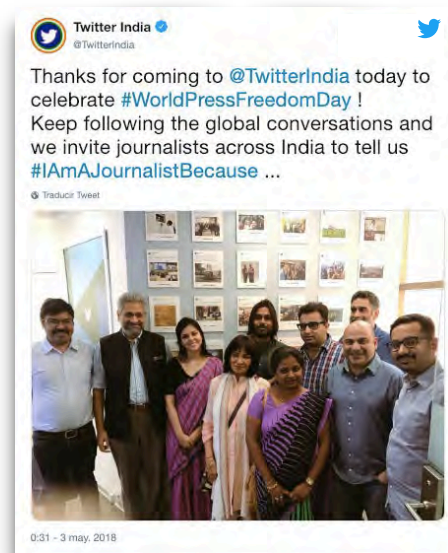 Twitter India
@TwitterIndia
Thanks for coming to @TwitterIndia today to
celebrate #WorldPressFreedomDay !
Keep following the global conversations and
we invite journalists across India to tell us
#IAmAJournalistBecause ...
Traducir Tweet
0:31 - 3 may. 2018